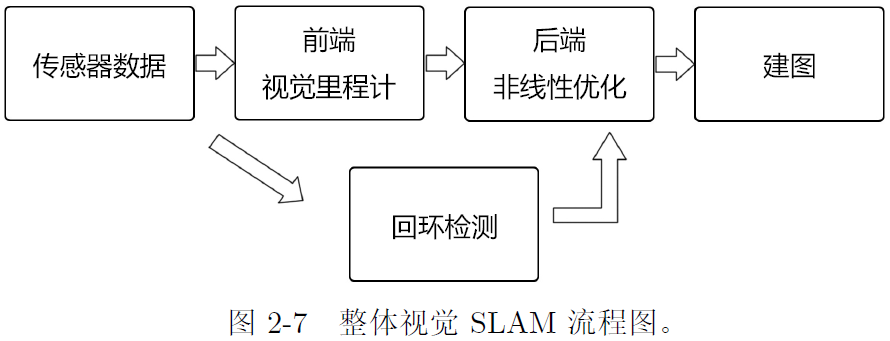 传感器数据
前端
视觉里程计
后端
非线性优化
建图
回环检测
图 2-7 整体视觉 SLAM 流程图。